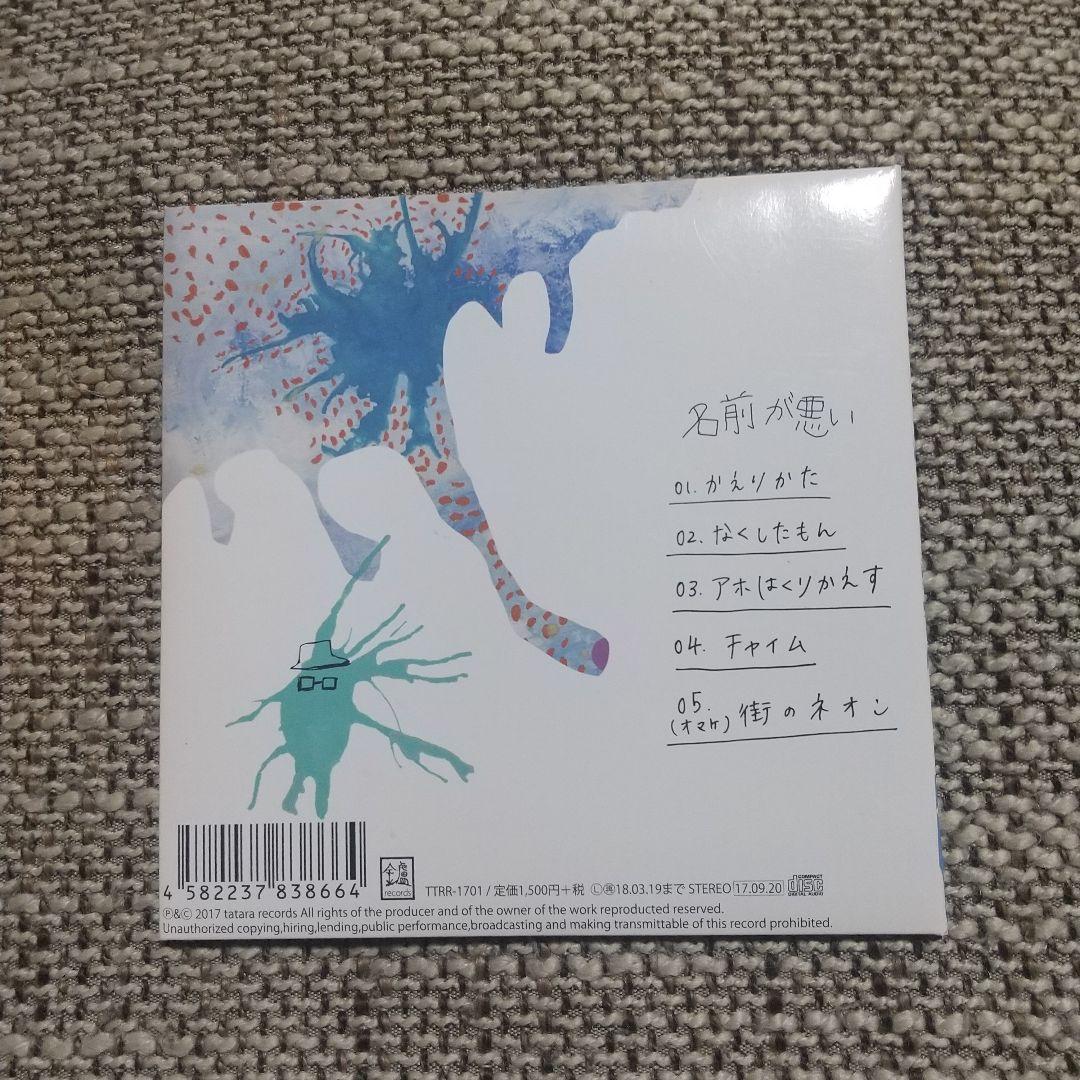 名前が悪い
01. かえりかた
02. なくしたもん
03. アホはくりかえす
04. チャイム
05.
(オマケ) 街のネオン
4 582237 838664
鑪
records
TTRR-1701 / 定価1,500円+税 Ⓛ㊢18.03.19まで STEREO 17.09.20
COMPACT
disc
DIGITAL AUDIO
℗&© 2017 tatara records All rights of the producer and of the owner of the work reproducted reserved.
Unauthorized copying,hiring,lending,public performance,broadcasting and making transmittable of this record prohibited.